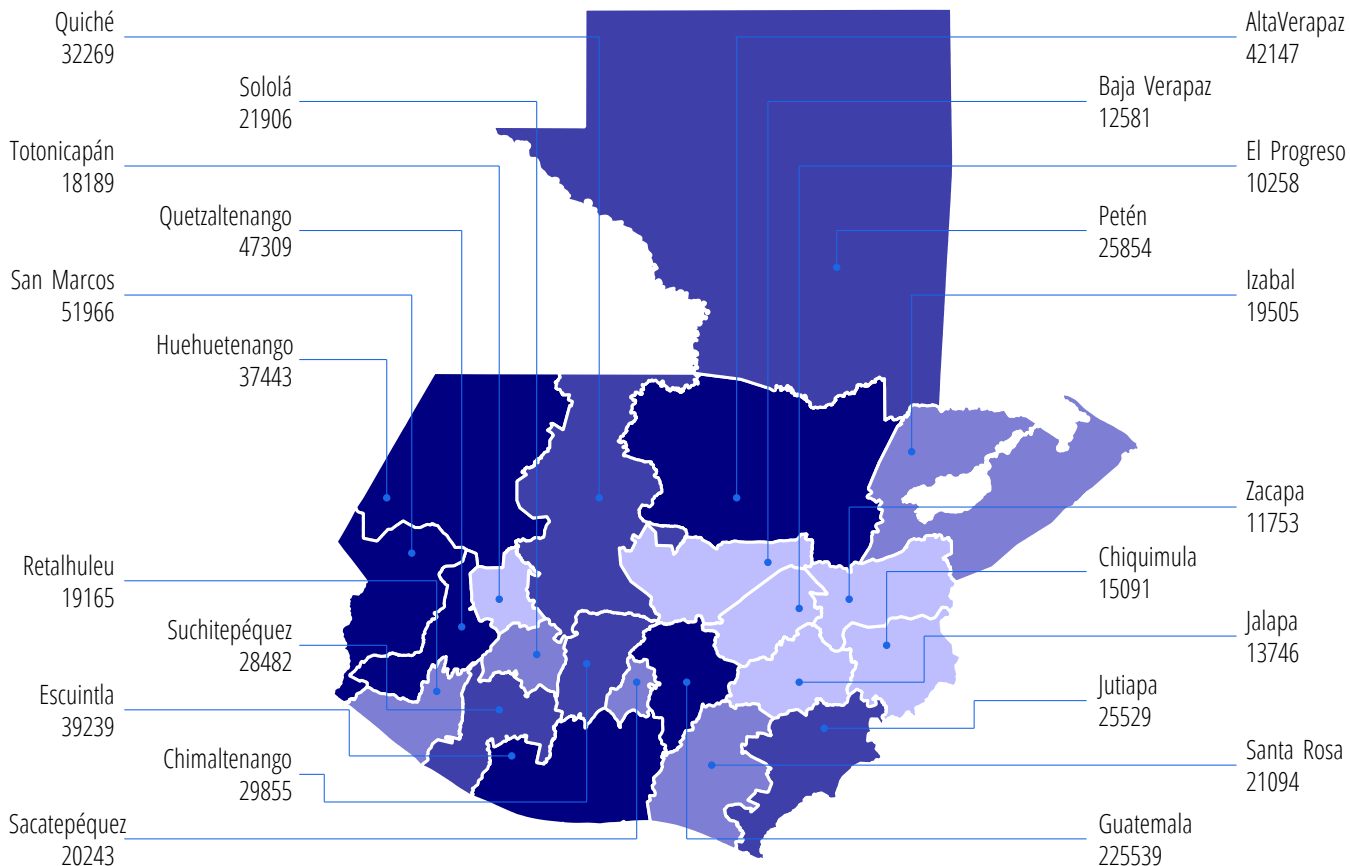 Quiché
32269
Sololá
21906
Totonicapán
18189
Quetzaltenango
47309
San Marcos
51966
Huehuetenango
37443
Retalhuleu
19165
Suchitepéquez
28482
Escuintla
39239
Chimaltenango
29855
Sacatepéquez
20243
AltaVerapaz
42147
Baja Verapaz
12581
El Progreso
10258
Petén
25854
Izabal
19505
Zacapa
11753
Chiquimula
15091
Jalapa
13746
Jutiapa
25529
Santa Rosa
21094
Guatemala
225539